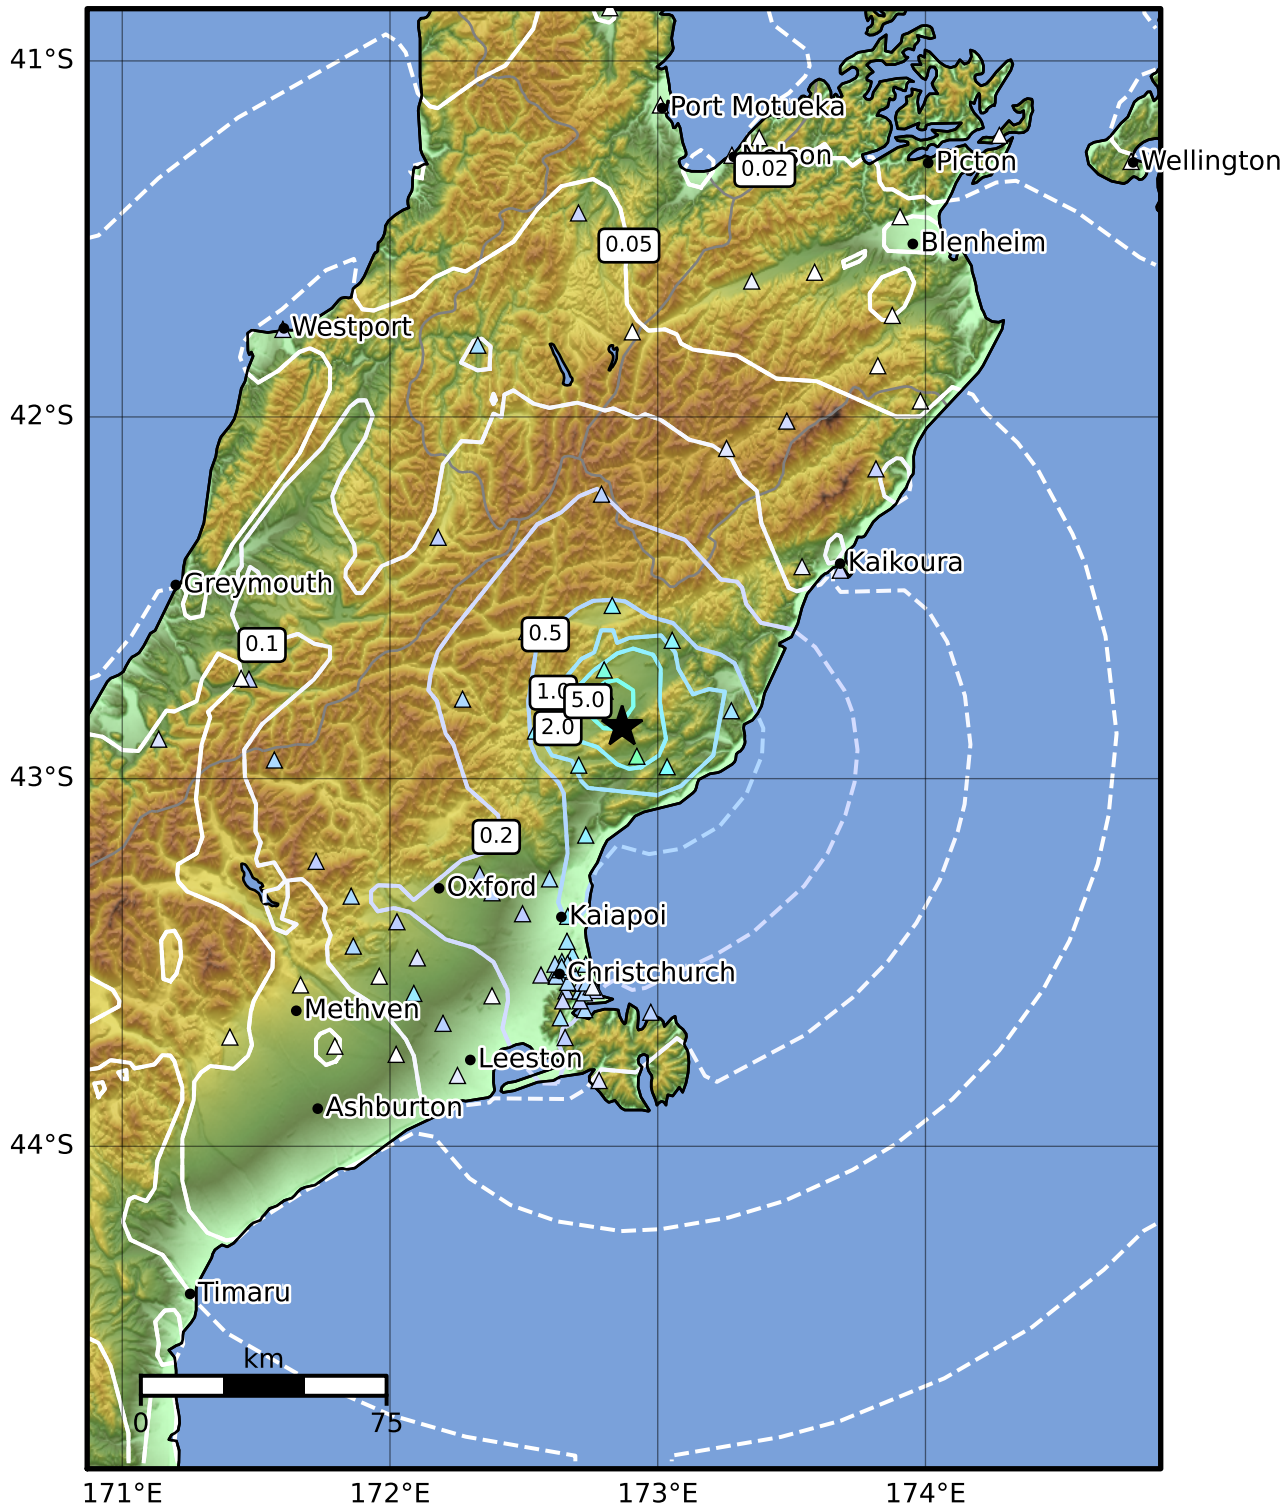 41°S
Port Motueka
Nelson
0.02
Picton
Wellington
0.05
Blenheim
Westport
42°S
Kaikoura
Greymouth
0.5
0.1
1.0
5.0
2.0
43°S
0.2
Oxford
Kaiapoi
Christchurch
Methven
Leeston
Ashburton
44°S
Timaru
km
0
75
171°E
172°E
173°E
174°E